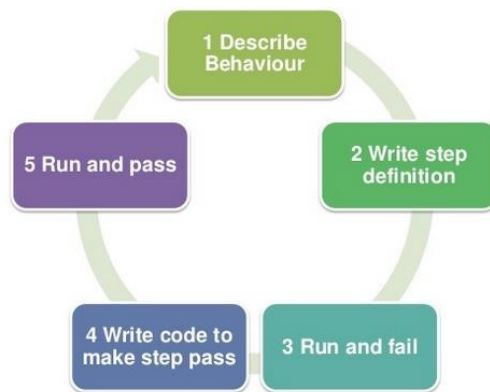 1 Describe
Behaviour
2 Write step
definition
3 Run and fail
4 Write code to
make step pass
5 Run and pass